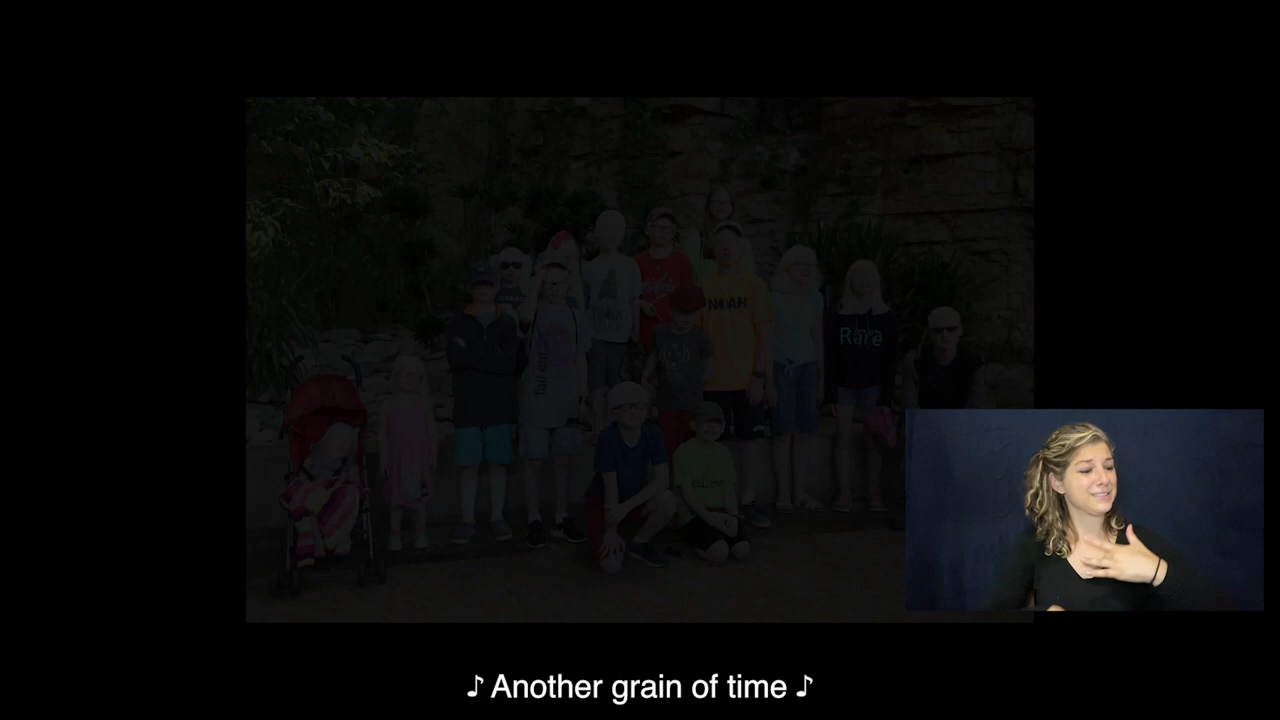 NOAH
Rare
♪ Another grain of time ♪